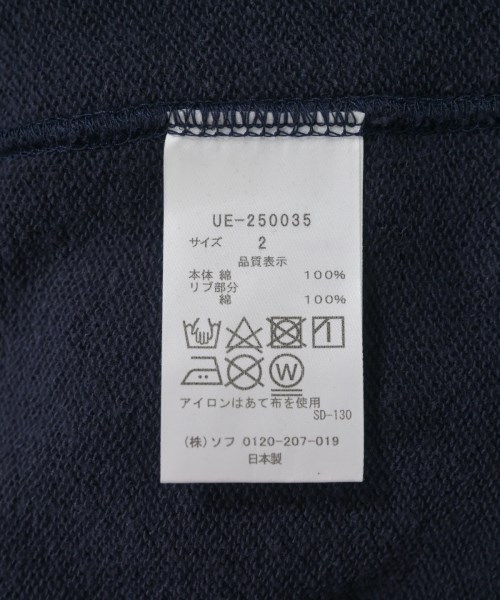 UE-250035
サイズ 2
品質表示
本体 綿 100%
リブ部分
綿 100%
W
アイロンはあて布を使用
SD-130
(株)ソフ 0120-207-019
日本製